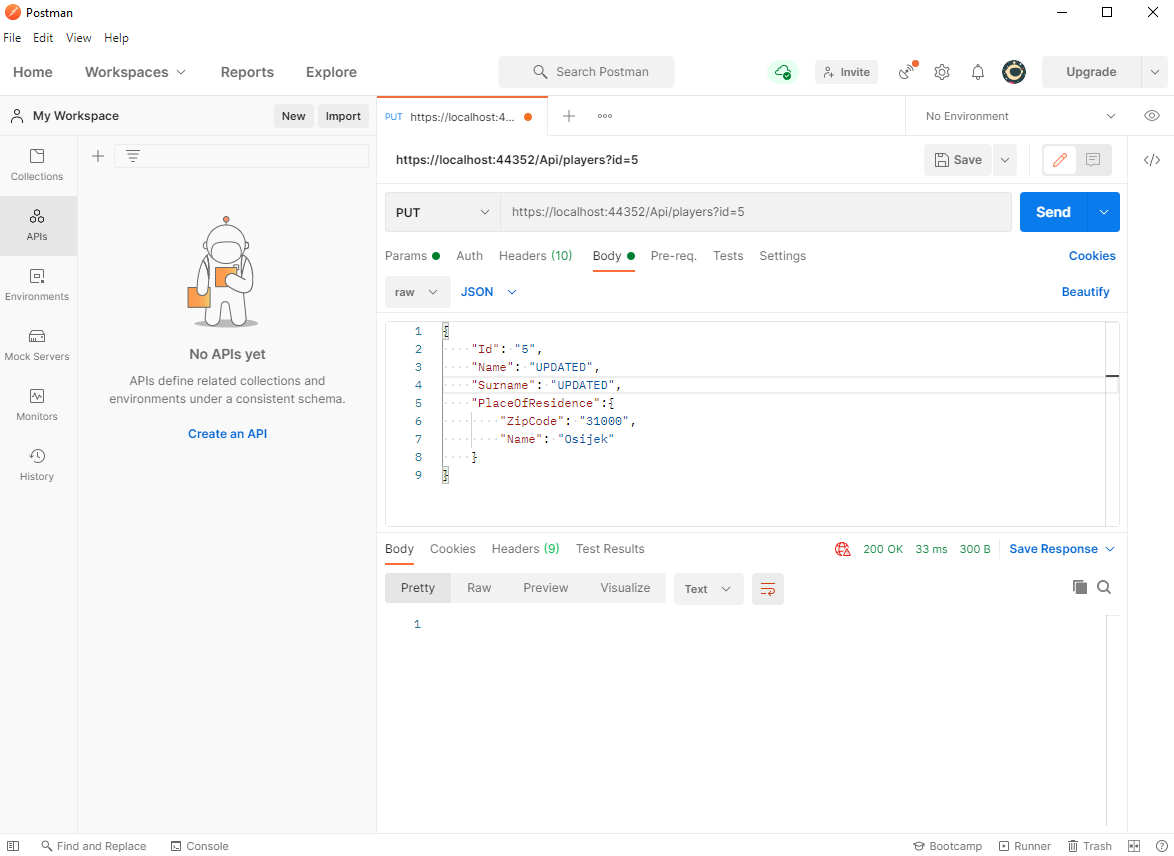 Postman
File Edit View Help
Home Workspaces Reports Explore Search Postman Invite Upgrade
My Workspace New Import
PUT https://localhost:4... No Environment
Collections
APIs
Environments
Mock Servers
Monitors
History
No APIs yet
APIs define related collections and
environments under a consistent schema.
Create an API
https://localhost:44352/Api/players?id=5 Save
PUT https://localhost:44352/Api/players?id=5 Send
Params Auth Headers (10) Body Pre-req. Tests Settings Cookies
raw JSON Beautify
1 {
2 "Id": "5",
3 "Name": "UPDATED",
4 "Surname": "UPDATED",
5 "PlaceOfResidence":{
6 "ZipCode": "31000",
7 "Name": "Osijek"
8 }
9 }
Body Cookies Headers (9) Test Results 200 OK 33 ms 300 B Save Response
Pretty Raw Preview Visualize Text
1
Find and Replace Console Bootcamp Runner Trash